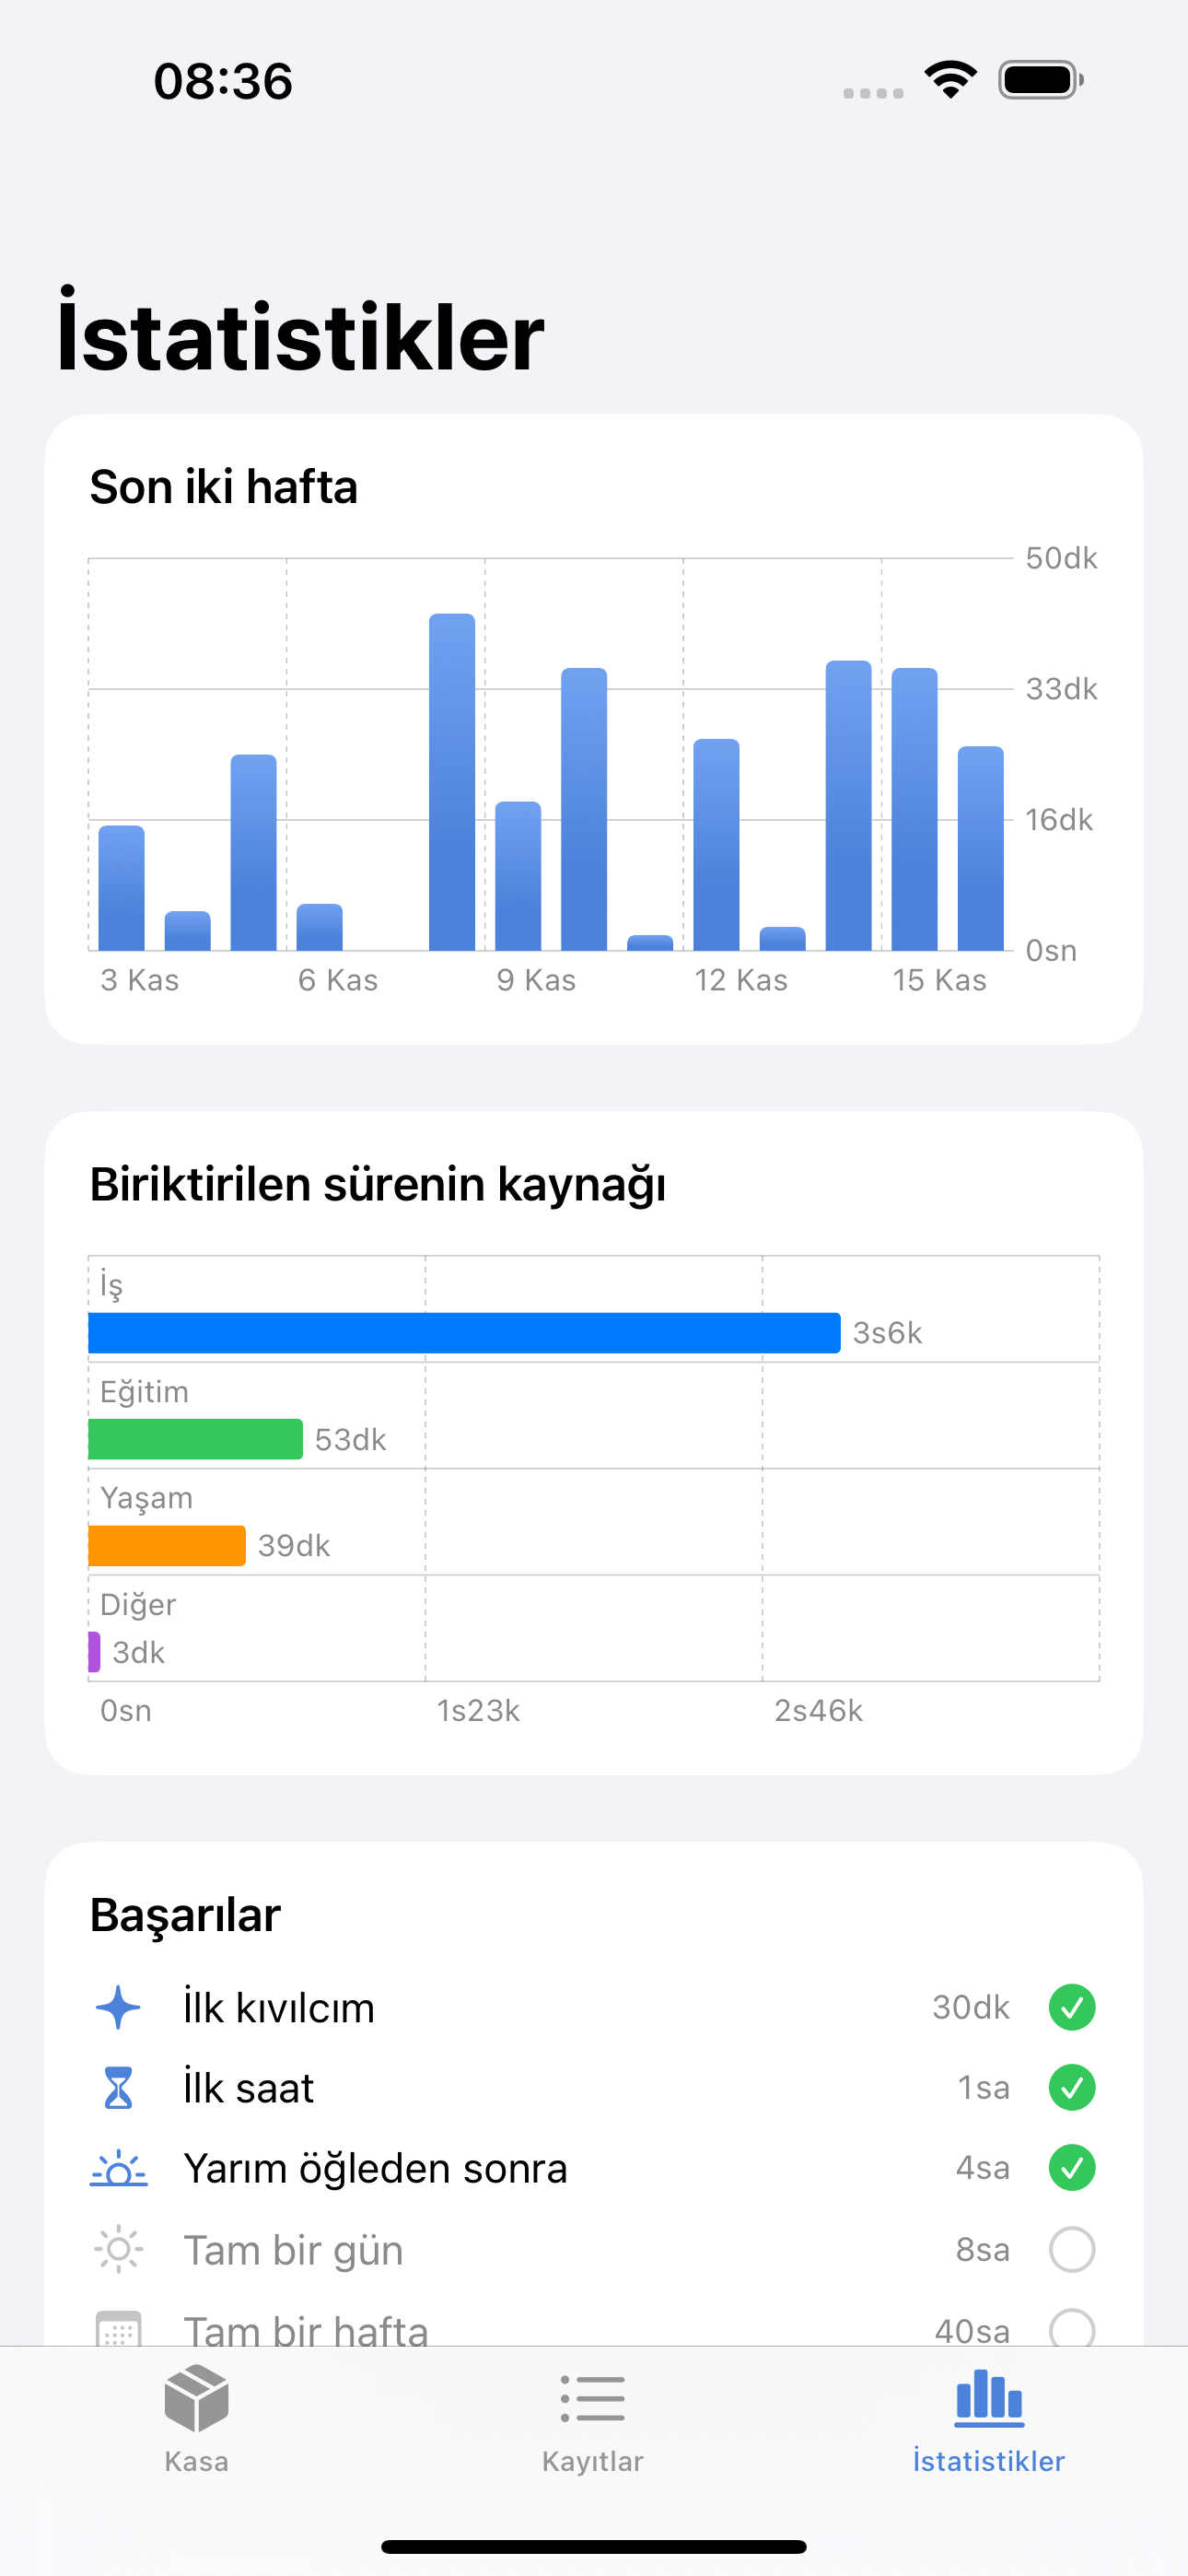 08:36
İstatistikler
Son iki hafta
50dk
33dk
16dk
0sn
3 Kas 6 Kas 9 Kas 12 Kas 15 Kas
Biriktirilen sürenin kaynağı
İş
3s6k
Eğitim
53dk
Yaşam
39dk
Diğer
3dk
0sn 1s23k 2s46k
Başarılar
İlk kıvılcım 30dk
İlk saat 1sa
Yarım öğleden sonra 4sa
Tam bir gün 8sa
Tam bir hafta 40sa
Kasa Kayıtlar İstatistikler